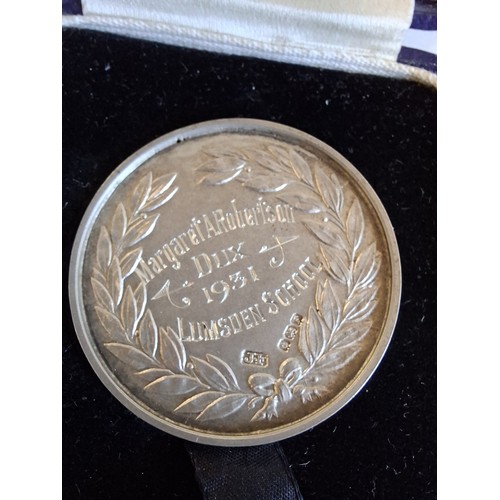 Margaret A Robertson
DUX
1931
LUMSDEN SCHOOL